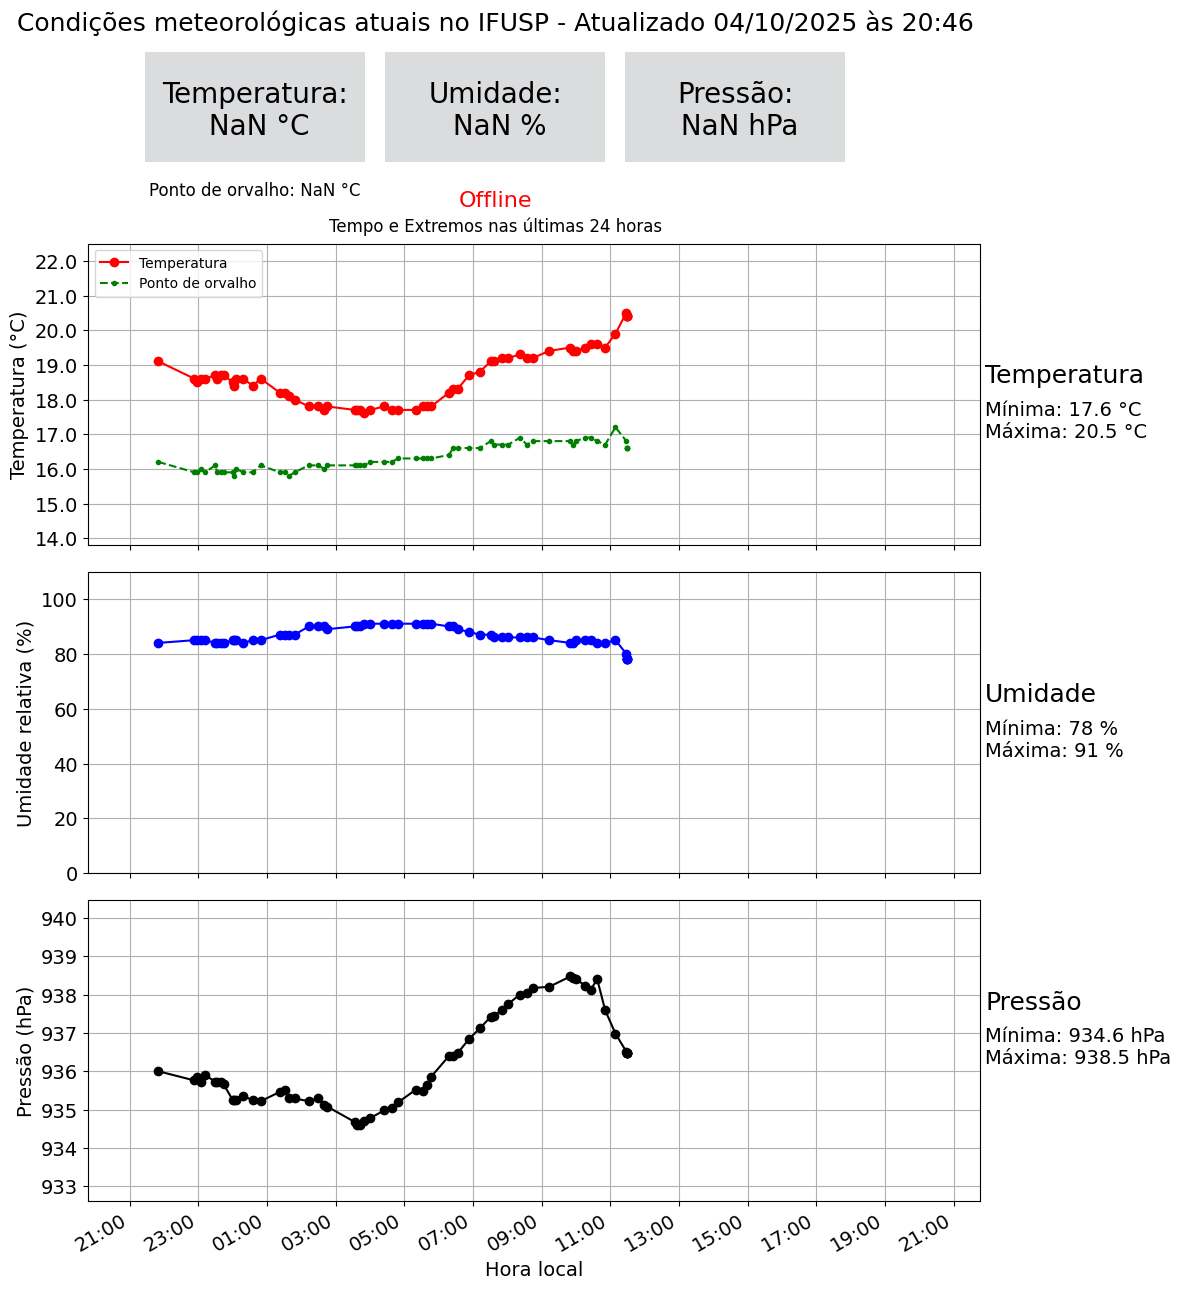 Condições meteorológicas atuais no IFUSP - Atualizado 04/10/2025 às 20:46
Temperatura:
NaN °C
Umidade:
NaN %
Pressão:
NaN hPa
Ponto de orvalho: NaN °C
Offline
Tempo e Extremos nas últimas 24 horas
Temperatura (°C)
22.0
21.0
20.0
19.0
18.0
17.0
16.0
15.0
14.0
Temperatura
Ponto de orvalho
Temperatura
Mínima: 17.6 °C
Máxima: 20.5 °C
Umidade relativa (%)
100
80
60
40
20
0
Umidade
Mínima: 78 %
Máxima: 91 %
Pressão (hPa)
940
939
938
937
936
935
934
933
Pressão
Mínima: 934.6 hPa
Máxima: 938.5 hPa
21:00
23:00
01:00
03:00
05:00
07:00
09:00
11:00
13:00
15:00
17:00
19:00
21:00
Hora local